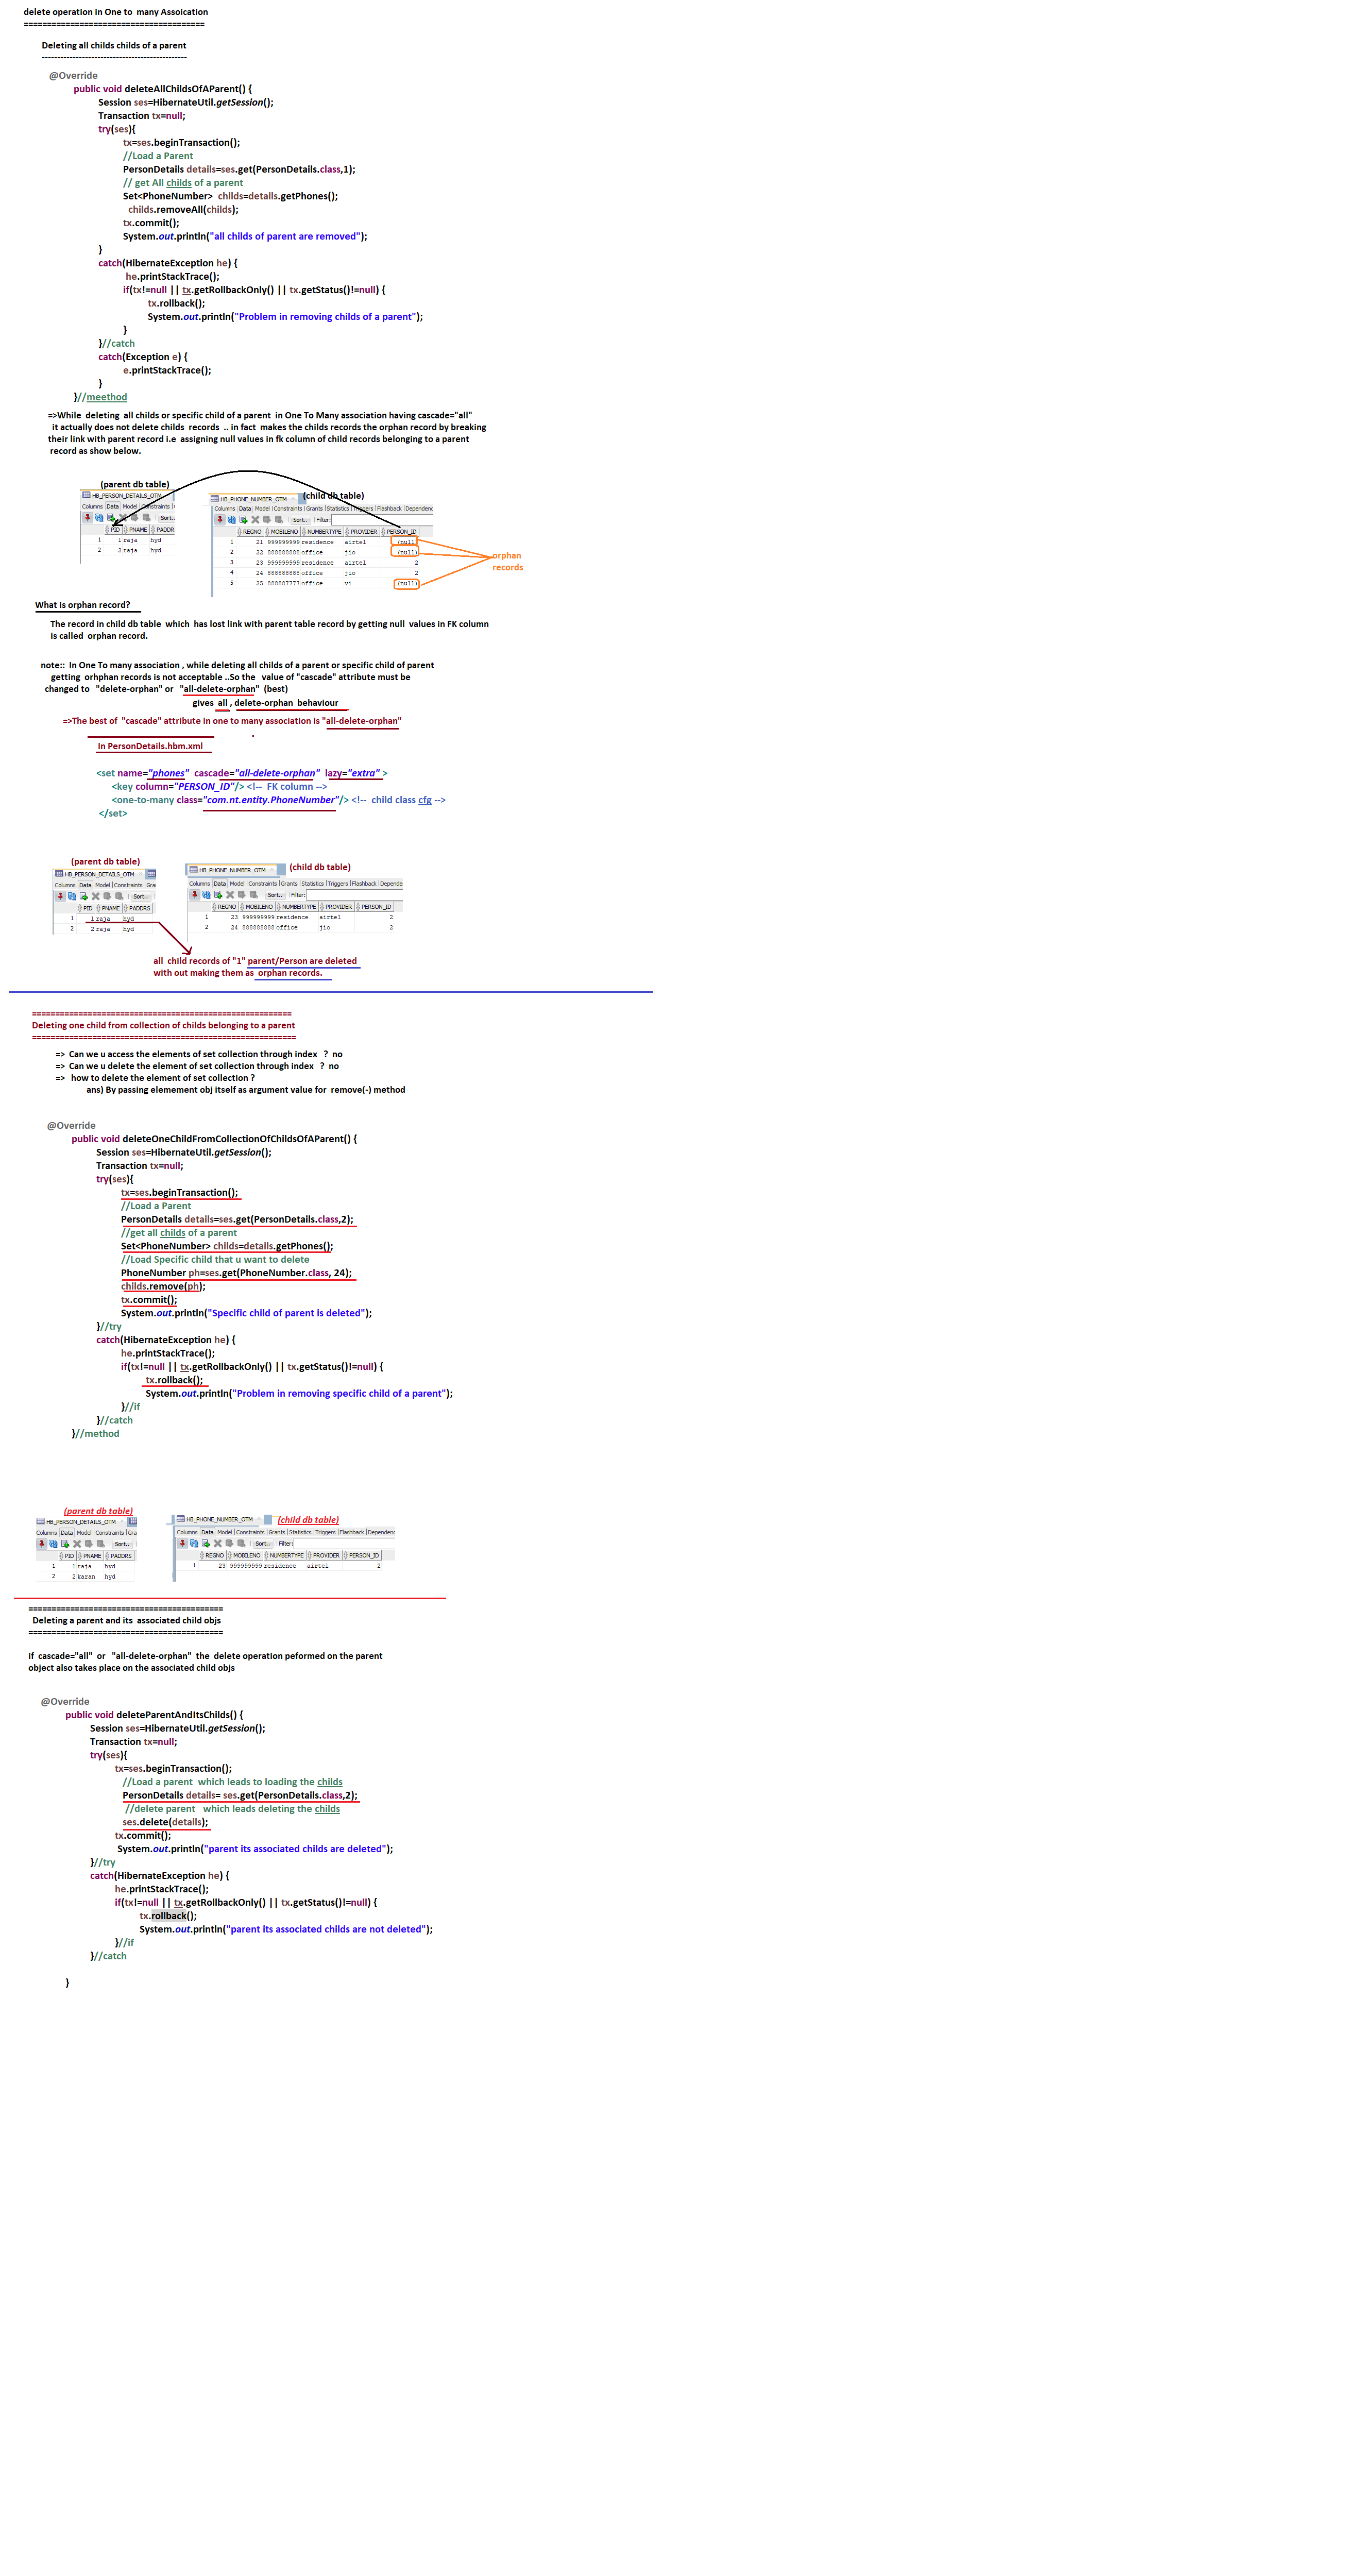 delete operation in One to  many Assoication
=======================================
Deleting all childs childs of a parent
-----------------------------------------------
@Override
public void deleteAllChildsOfAParent() {
Session ses=HibernateUtil.getSession();
Transaction tx=null;
try(ses){
tx=ses.beginTransaction();
//Load a Parent
PersonDetails details=ses.get(PersonDetails.class,1);
// get All childs of a parent
Set<PhoneNumber>  childs=details.getPhones();
childs.removeAll(childs);
tx.commit();
System.out.println("all childs of parent are removed");
}
catch(HibernateException he) {
he.printStackTrace();
if(tx!=null || tx.getRollbackOnly() || tx.getStatus()!=null) {
tx.rollback();
System.out.println("Problem in removing childs of a parent");
}
}//catch
catch(Exception e) {
e.printStackTrace();
}
}//meethod
=>While  deleting  all childs or specific child of a parent  in One To Many association having cascade="all"
it actually does not delete childs  records  .. in fact  makes the childs records the orphan record by breaking
their link with parent record i.e  assigning null values in fk column of child records belonging to a parent
record as show below.
(parent db table)
HB_PERSON_DETAILS_OTM
Columns Data Model Constraints
Sort..
PID PNAME PADDR
1 1 raja hyd
2 2 raja hyd
(child db table)
HB_PHONE_NUMBER_OTM
Columns Data Model Constraints Grants Statistics Triggers Flashback Dependenc
Sort.. Filter:
REGNO MOBILENO NUMBERTYPE PROVIDER PERSON_ID
1 21 999999999 residence airtel (null)
2 22 888888888 office jio (null)
3 23 999999999 residence airtel 2
4 24 888888888 office jio 2
5 25 888887777 office vi (null)
orphan
records
What is orphan record?
The record in child db table  which  has lost link with parent table record by getting null  values in FK column
is called  orphan record.
note::  In One To many association , while deleting all childs of a parent or specific child of parent
getting  orhphan records is not acceptable ..So the   value of "cascade" attribute must be
changed to   "delete-orphan" or   "all-delete-orphan"  (best)
gives  all , delete-orphan  behaviour
=>The best of  "cascade" attribute in one to many association is "all-delete-orphan"
In PersonDetails.hbm.xml
<set name="phones"  cascade="all-delete-orphan"  lazy="extra" >
<key column="PERSON_ID"/> <!--  FK column -->
<one-to-many class="com.nt.entity.PhoneNumber"/> <!--  child class cfg -->
</set>
(parent db table)
HB_PERSON_DETAILS_OTM
Columns Data Model Constraints Gra
Sort..
PID PNAME PADDRS
1 1 raja hyd
2 2 raja hyd
(child db table)
HB_PHONE_NUMBER_OTM
Columns Data Model Constraints Grants Statistics Triggers Flashback Depende
Sort.. Filter:
REGNO MOBILENO NUMBERTYPE PROVIDER PERSON_ID
1 23 999999999 residence airtel 2
2 24 888888888 office jio 2
all  child records of "1" parent/Person are deleted
with out making them as  orphan records.
========================================================
Deleting one child from collection of childs belonging to a parent
=========================================================
=>  Can we u access the elements of set collection through index   ?  no
=>  Can we u delete the element of set collection through index   ?  no
=>   how to delete the element of set collection ?
ans) By passing elemement obj itself as argument value for  remove(-) method
@Override
public void deleteOneChildFromCollectionOfChildsOfAParent() {
Session ses=HibernateUtil.getSession();
Transaction tx=null;
try(ses){
tx=ses.beginTransaction();
//Load a Parent
PersonDetails details=ses.get(PersonDetails.class,2);
//get all childs of a parent
Set<PhoneNumber> childs=details.getPhones();
//Load Specific child that u want to delete
PhoneNumber ph=ses.get(PhoneNumber.class, 24);
childs.remove(ph);
tx.commit();
System.out.println("Specific child of parent is deleted");
}//try
catch(HibernateException he) {
he.printStackTrace();
if(tx!=null || tx.getRollbackOnly() || tx.getStatus()!=null) {
tx.rollback();
System.out.println("Problem in removing specific child of a parent");
}//if
}//catch
}//method
(parent db table)
HB_PERSON_DETAILS_OTM
Columns Data Model Constraints Gra
Sort..
PID PNAME PADDRS
1 1 raja hyd
2 2 karan hyd
(child db table)
HB_PHONE_NUMBER_OTM
Columns Data Model Constraints Grants Statistics Triggers Flashback Dependenc
Sort.. Filter:
REGNO MOBILENO NUMBERTYPE PROVIDER PERSON_ID
1 23 999999999 residence airtel 2
==========================================
Deleting a parent and its  associated child objs
==========================================
if  cascade="all"  or   "all-delete-orphan"  the  delete operation peformed on the parent
object also takes place on the associated child objs
@Override
public void deleteParentAndItsChilds() {
Session ses=HibernateUtil.getSession();
Transaction tx=null;
try(ses){
tx=ses.beginTransaction();
//Load a parent  which leads to loading the childs
PersonDetails details= ses.get(PersonDetails.class,2);
//delete parent   which leads deleting the childs
ses.delete(details);
tx.commit();
System.out.println("parent its associated childs are deleted");
}//try
catch(HibernateException he) {
he.printStackTrace();
if(tx!=null || tx.getRollbackOnly() || tx.getStatus()!=null) {
tx.rollback();
System.out.println("parent its associated childs are not deleted");
}//if
}//catch
}